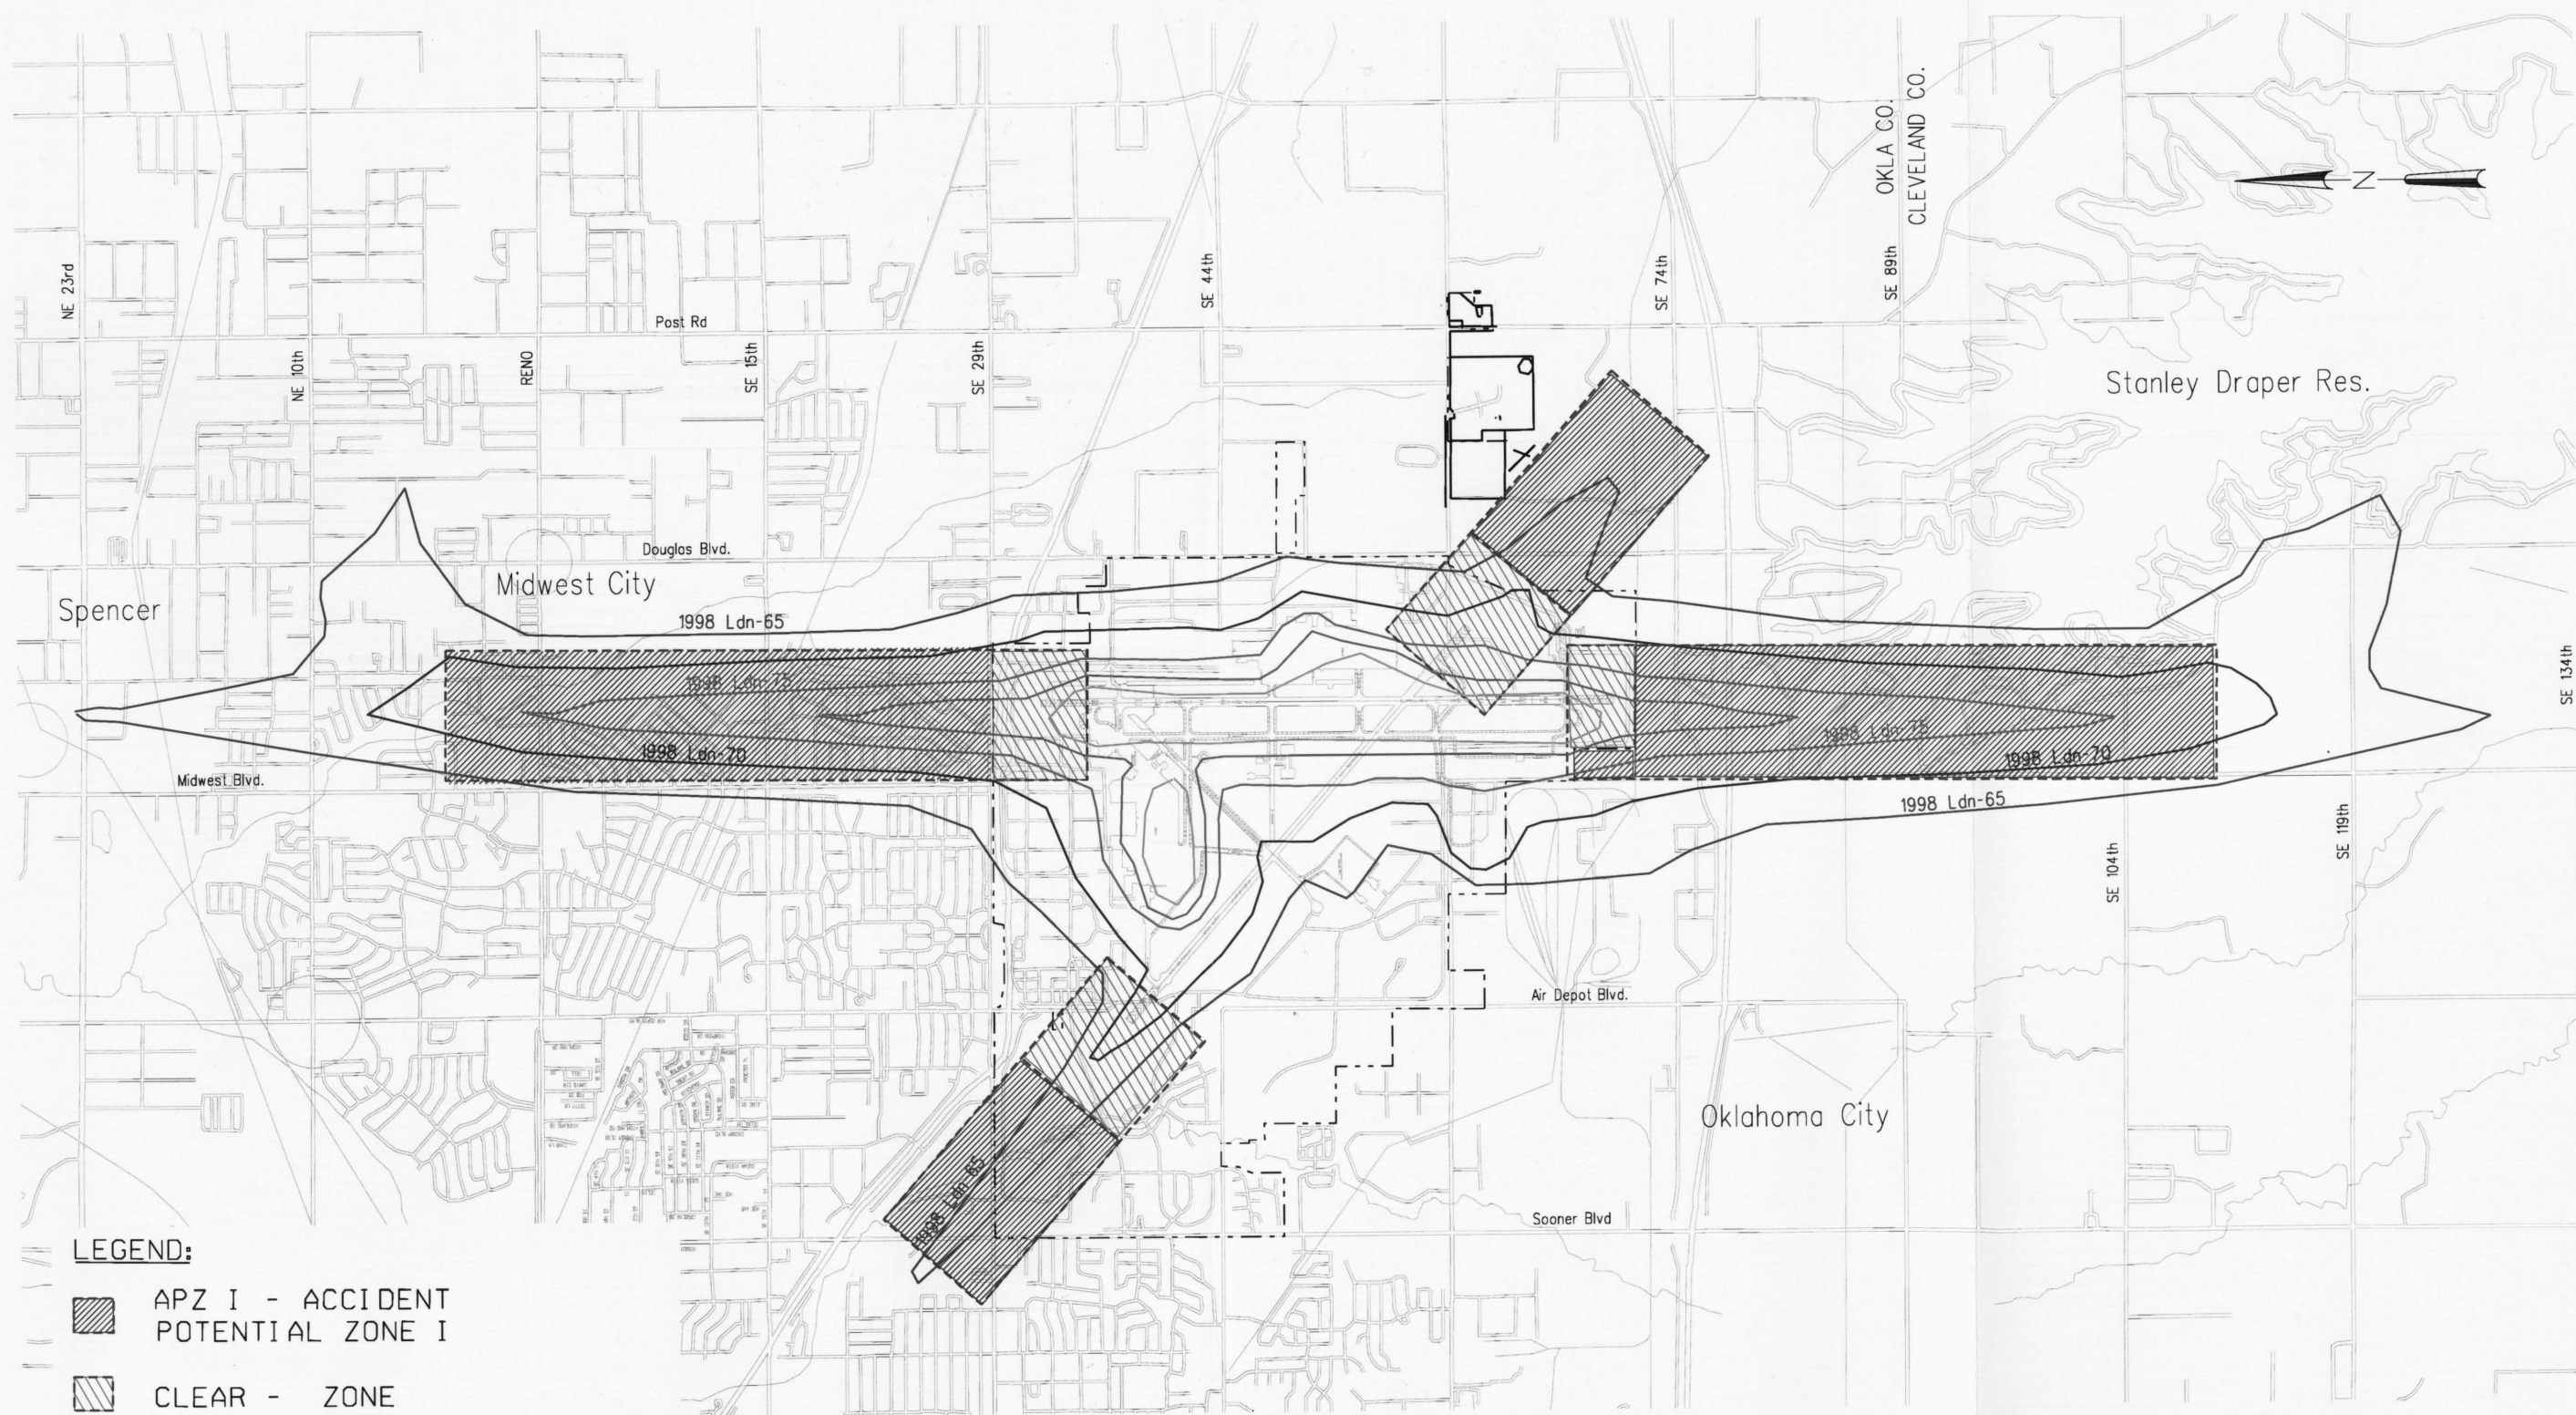 OKLA CO.
CLEVELAND CO.
N
NE 23rd
NE 10th
RENO
SE 15th
SE 29th
SE 44th
SE 74th
SE 89th
Post Rd
Stanley Draper Res.
Douglas Blvd.
Midwest City
Spencer
1998 Ldn-65
1998 Ldn-75
1998 Ldn-70
Midwest Blvd.
1998 Ldn-75
1998 Ldn-70
1998 Ldn-65
SE 134th
SE 119th
SE 104th
Air Depot Blvd.
Oklahoma City
1998 Ldn-65
Sooner Blvd
LEGEND:
APZ I - ACCIDENT
POTENTIAL ZONE I
CLEAR - ZONE